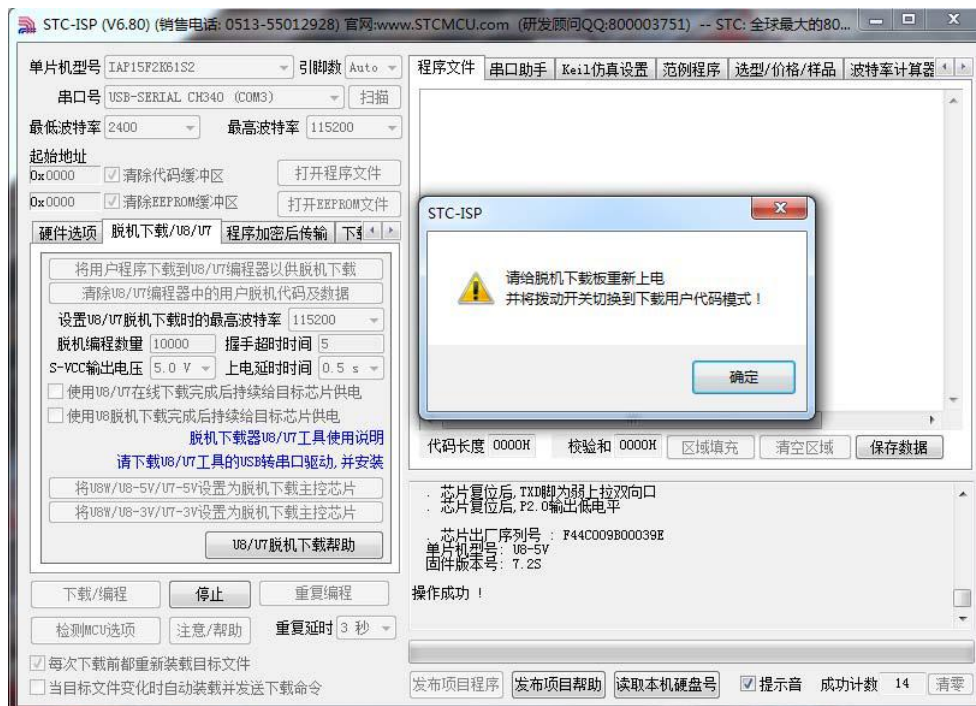 STC-ISP (V6.80) (销售电话: 0513-55012928) 官网:www.STCMCU.com (研发顾问QQ:800003751) -- STC: 全球最大的80...
单片机型号 IAP15F2K61S2 引脚数 Auto
串口号 USB-SERIAL CH340 (COM3) 扫描
最低波特率 2400 最高波特率 115200
起始地址
0x0000 清除代码缓冲区 打开程序文件
0x0000 清除EEPROM缓冲区 打开EEPROM文件
硬件选项 脱机下载/U8/U7 程序加密后传输
将用户程序下载到U8/U7编程器以供脱机下载
清除U8/U7编程器中的用户脱机代码及数据
设置U8/U7脱机下载时的最高波特率 115200
脱机编程数量 10000 握手超时时间 5
S-VCC输出电压 5.0 V 上电延时时间 0.5 s
使用U8/U7在线下载完成后持续给目标芯片供电
使用U8脱机下载完成后持续给目标芯片供电
脱机下载器U8/U7工具使用说明
请下载U8/U7工具的USB转串口驱动,并安装
将U8W/U8-5V/U7-5V设置为脱机下载主控芯片
将U8W/U8-3V/U7-3V设置为脱机下载主控芯片
U8/U7脱机下载帮助
下载/编程 停止 重复编程
检测MCU选项 注意/帮助 重复延时 3 秒
每次下载前都重新装载目标文件
当目标文件变化时自动装载并发送下载命令
程序文件 串口助手 Keil仿真设置 范例程序 选型/价格/样品 波特率计算器
STC-ISP
请给脱机下载板重新上电
并将拨动开关切换到下载用户代码模式！
确定
代码长度 0000H 校验和 0000H 区域填充 清空区域 保存数据
. 芯片复位后,TXD脚为弱上拉双向口
. 芯片复位后,P2.0输出低电平
. 芯片出厂序列号 : F44C009B00039E
单片机型号: U8-5V
固件版本号: 7.2S
操作成功 !
发布项目程序 发布项目帮助 读取本机硬盘号 提示音 成功计数 14 清零